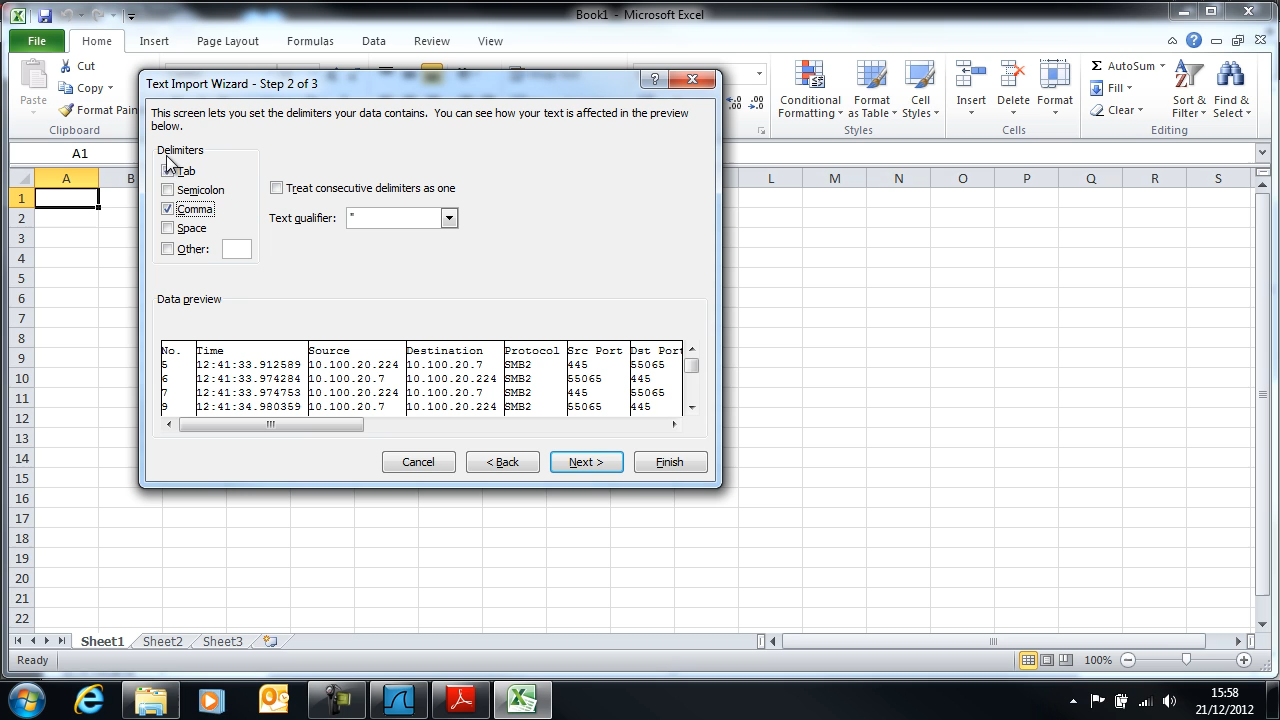 Book1 - Microsoft Excel
File Home Insert Page Layout Formulas Data Review View
Paste
Cut
Copy
Format Pain
Clipboard
Conditional Formatting
Format as Table
Cell Styles
Styles
Insert
Delete
Format
Cells
Σ AutoSum
Fill
Clear
Sort & Filter
Find & Select
Editing
A1
A B L M N O P Q R S
1
2
3
4
5
6
7
8
9
10
11
12
13
14
15
16
17
18
19
20
21
22
Text Import Wizard - Step 2 of 3
This screen lets you set the delimiters your data contains. You can see how your text is affected in the preview
below.
Delimiters
Tab
Semicolon
Comma
Space
Other:
Treat consecutive delimiters as one
Text qualifier: "
Data preview
No. Time Source Destination Protocol Src Port Dst Port
5 12:41:33.912589 10.100.20.224 10.100.20.7 SMB2 445 55065
6 12:41:33.974284 10.100.20.7 10.100.20.224 SMB2 55065 445
7 12:41:33.974753 10.100.20.224 10.100.20.7 SMB2 445 55065
9 12:41:34.980359 10.100.20.7 10.100.20.224 SMB2 55065 445
Cancel < Back Next > Finish
Sheet1 Sheet2 Sheet3
Ready 100%
15:58
21/12/2012